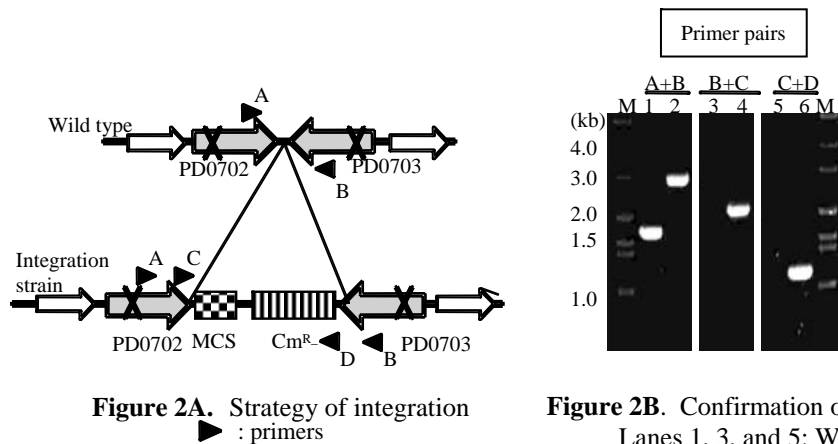 Primer pairs
A+B B+C C+D
M 1 2 3 4 5 6 M
(kb)
4.0
3.0
2.0
1.5
1.0
A
Wild type
PD0702
PD0703
B
Integration
strain
A C
PD0702 MCS CmR– PD0703
D B
Figure 2A. Strategy of integration
: primers
Figure 2B. Confirmation o
Lanes 1, 3, and 5: W